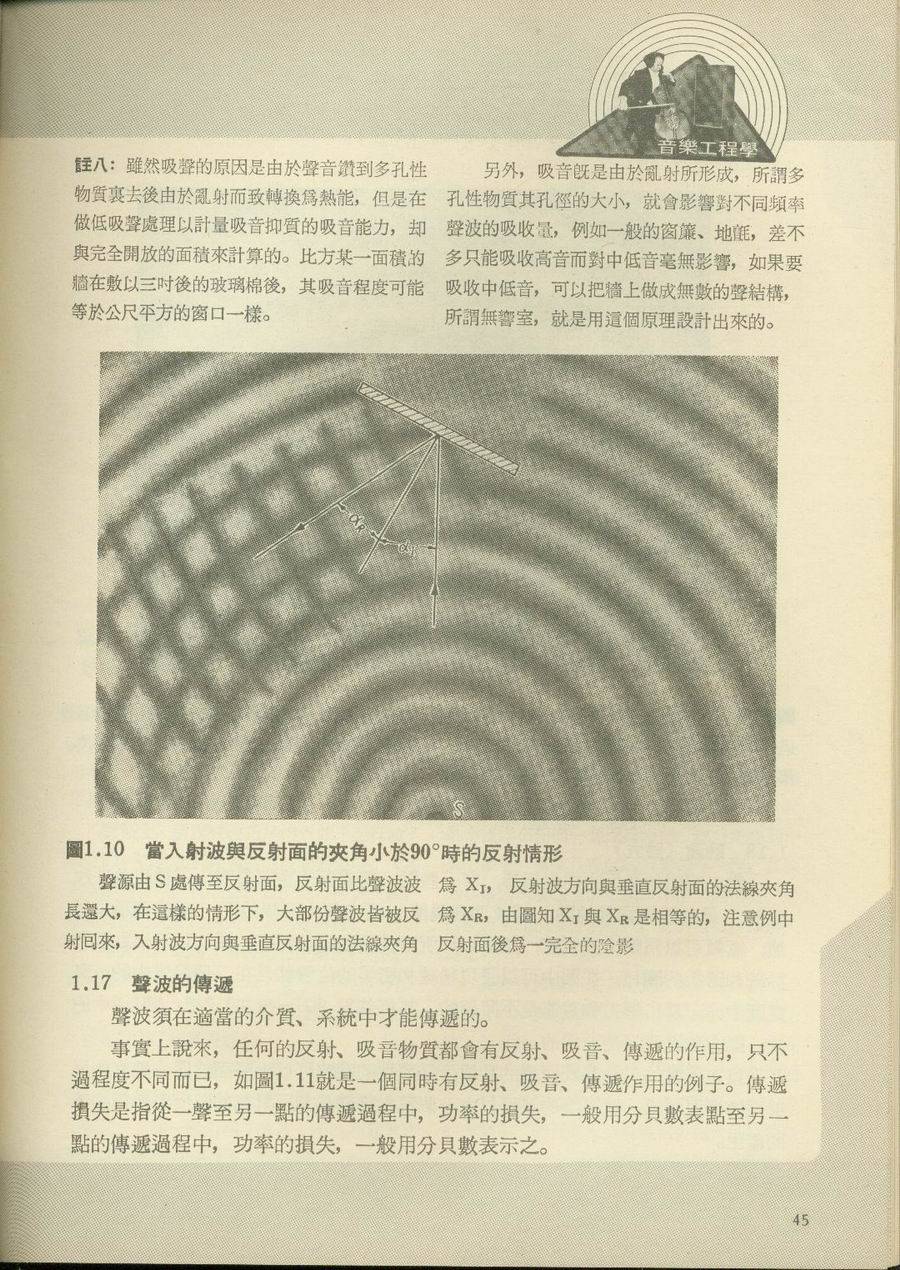 音樂工程學
註八：雖然吸聲的原因是由於聲音鑽到多孔性
物質裏去後由於亂射而致轉換爲熱能，但是在
做低吸聲處理以計量吸音抑質的吸音能力，却
與完全開放的面積來計算的。比方某一面積的
牆在敷以三吋後的玻璃棉後，其吸音程度可能
等於公尺平方的窗口一樣。
另外，吸音旣是由於亂射所形成，所謂多
孔性物質其孔徑的大小，就會影響對不同頻率
聲波的吸收量，例如一般的窗簾、地氈，差不
多只能吸收高音而對中低音毫無影響，如果要
吸收中低音，可以把牆上做成無數的聲結構，
所謂無響室，就是用這個原理設計出來的。
αR
αI
S
圖1.10　當入射波與反射面的夾角小於90°時的反射情形
聲源由S處傳至反射面，反射面比聲波波
長還大，在這樣的情形下，大部份聲波皆被反
射囘來，入射波方向與垂直反射面的法線夾角
爲 XI， 反射波方向與垂直反射面的法線夾角
爲 XR，由圖知 XI 與 XR 是相等的，注意例中
反射面後爲一完全的陰影
1.17　聲波的傳遞
聲波須在適當的介質、系統中才能傳遞的。
事實上說來，任何的反射、吸音物質都會有反射、吸音、傳遞的作用，只不
過程度不同而已，如圖1.11就是一個同時有反射、吸音、傳遞作用的例子。傳遞
損失是指從一聲至另一點的傳遞過程中，功率的損失，一般用分貝數表點至另一
點的傳遞過程中，功率的損失，一般用分貝數表示之。
45